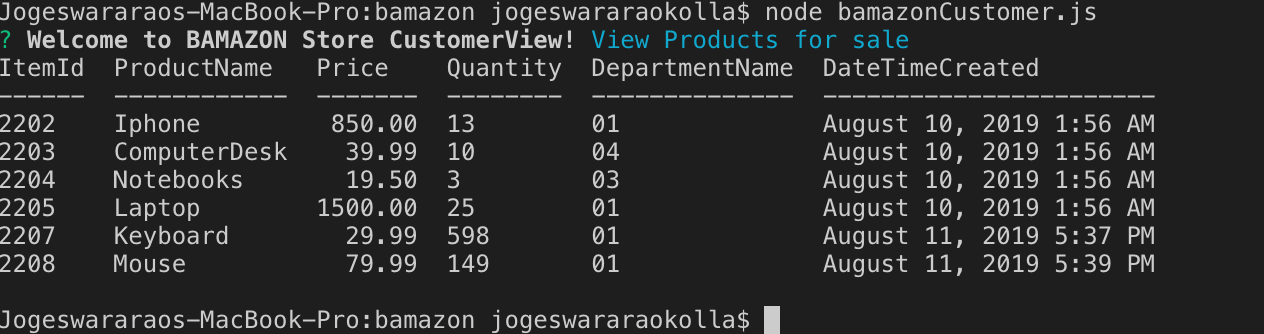 Jogeswararaos-MacBook-Pro:bamazon jogeswararaokolla$ node bamazonCustomer.js
? Welcome to BAMAZON Store CustomerView! View Products for sale
ItemId  ProductName   Price    Quantity  DepartmentName  DateTimeCreated
------  ------------  -------  --------  --------------  -----------------------
2202    Iphone         850.00  13        01              August 10, 2019 1:56 AM
2203    ComputerDesk    39.99  10        04              August 10, 2019 1:56 AM
2204    Notebooks       19.50  3         03              August 10, 2019 1:56 AM
2205    Laptop        1500.00  25        01              August 10, 2019 1:56 AM
2207    Keyboard        29.99  598       01              August 11, 2019 5:37 PM
2208    Mouse           79.99  149       01              August 11, 2019 5:39 PM
Jogeswararaos-MacBook-Pro:bamazon jogeswararaokolla$